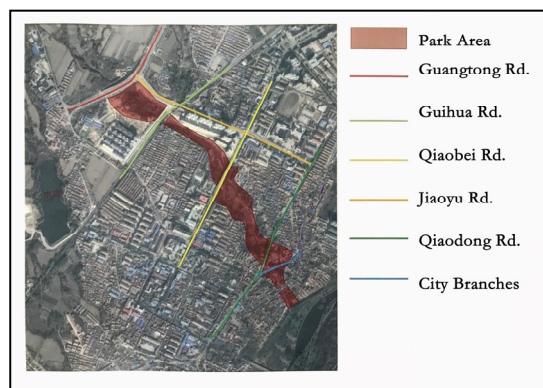 Park Area
Guangtong Rd.
Guihua Rd.
Qiaobei Rd.
Jiaoyu Rd.
Qiaodong Rd.
City Branches